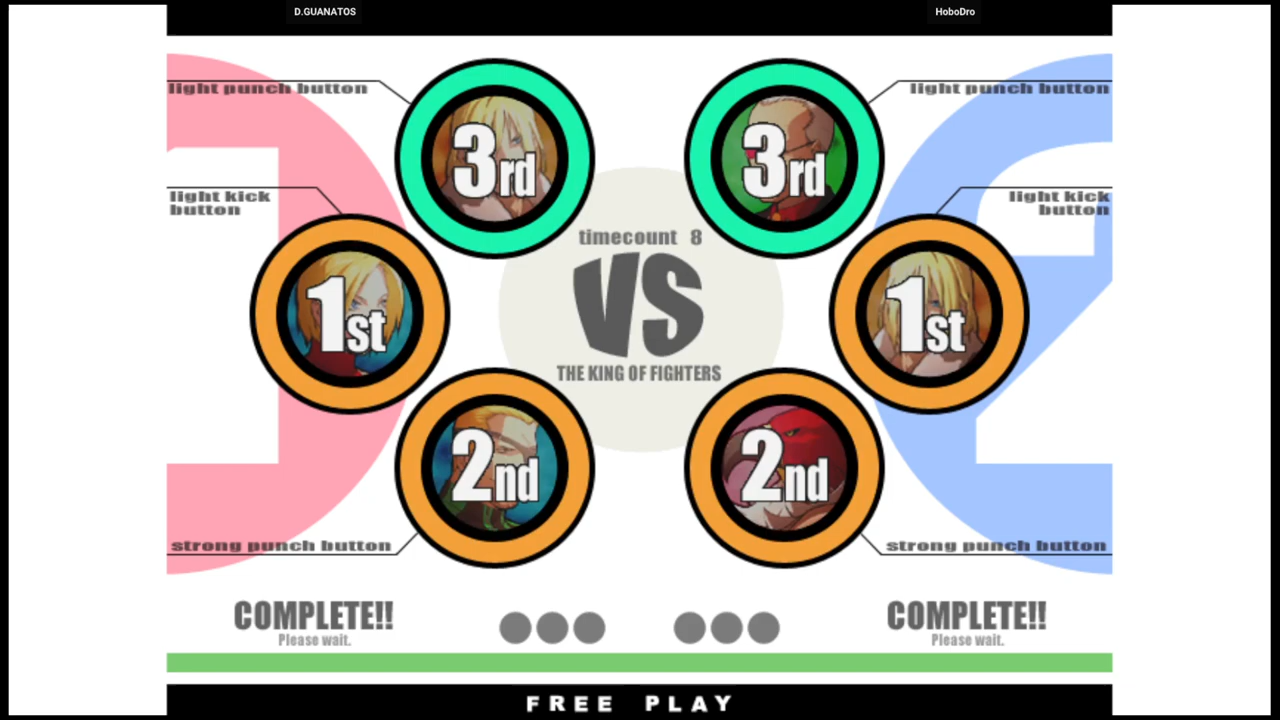 D.GUANATOS
HoboDro
light punch button
light punch button
3rd
3rd
light kick
button
light kick
button
timecount 8
VS
THE KING OF FIGHTERS
1st
1st
2nd
2nd
strong punch button
strong punch button
COMPLETE!!
Please wait.
COMPLETE!!
Please wait.
FREE PLAY